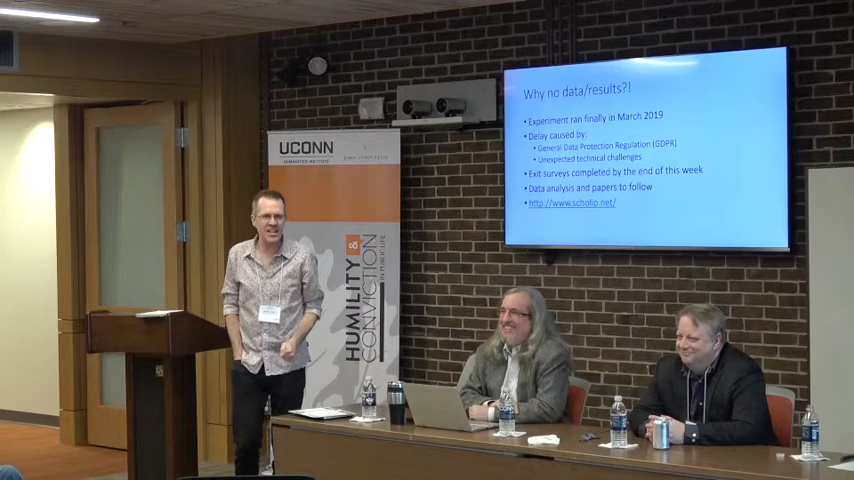 Why no data/results?!
• Experiment ran finally in March 2019
• Delay caused by:
• General Data Protection Regulation (GDPR)
• Unexpected technical challenges
• Exit surveys completed by the end of this week
• Data analysis and papers to follow
• http://www.scholio.net/
UCONN
HUMANITIES INSTITUTE
HUMILITY &
CONVICTION
IN PUBLIC LIFE